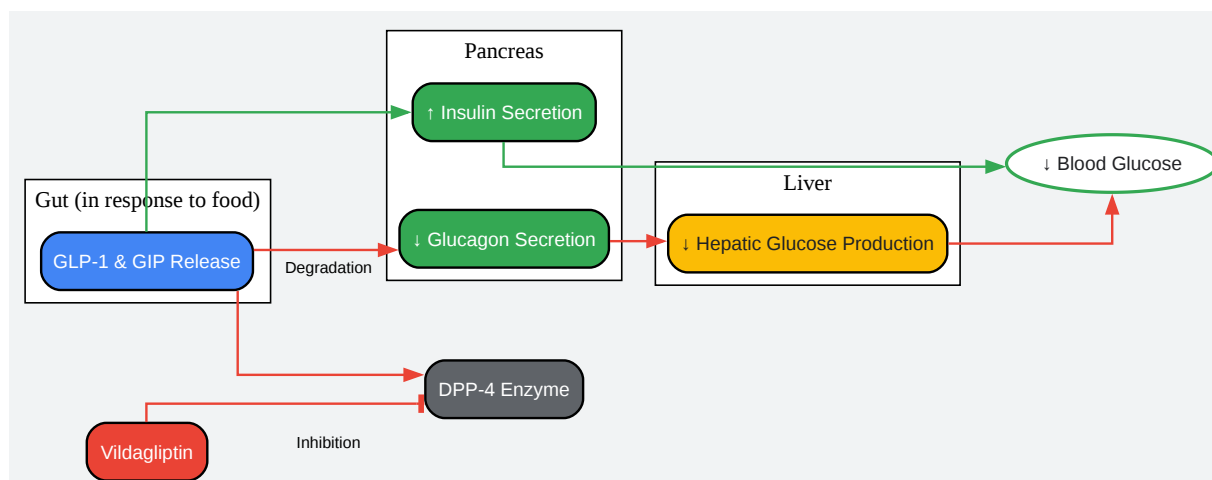 Pancreas
↑ Insulin Secretion
↓ Blood Glucose
Liver
Gut (in response to food)
↓ Glucagon Secretion
↓ Hepatic Glucose Production
GLP-1 & GIP Release
Degradation
DPP-4 Enzyme
Inhibition
Vildagliptin